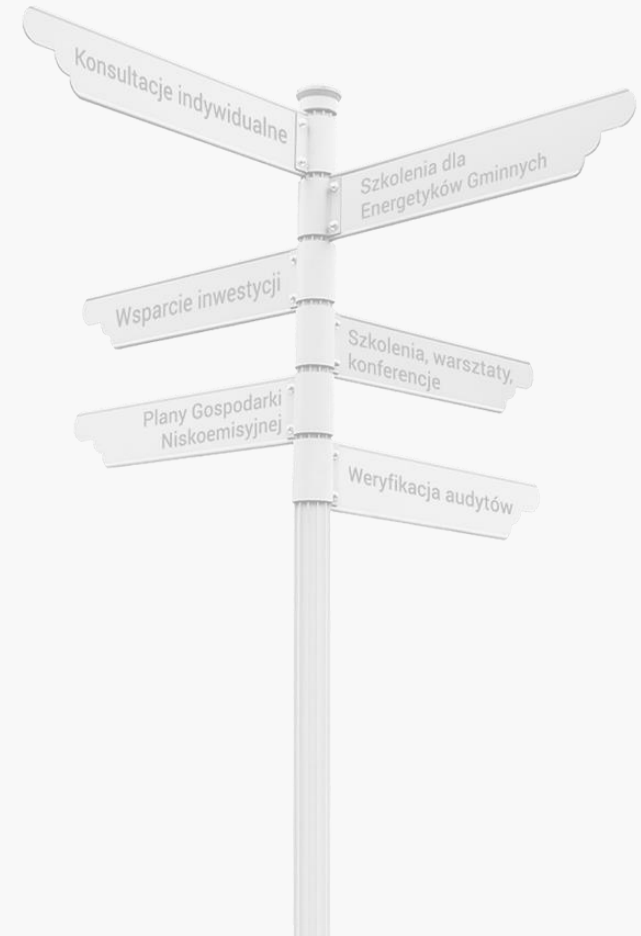 Konsultacje indywidualne
Szkolenia dla
Energetyków Gminnych
Wsparcie inwestycji
Szkolenia, warsztaty,
konferencje
Plany Gospodarki
Niskoemisyjnej
Weryfikacja audytów